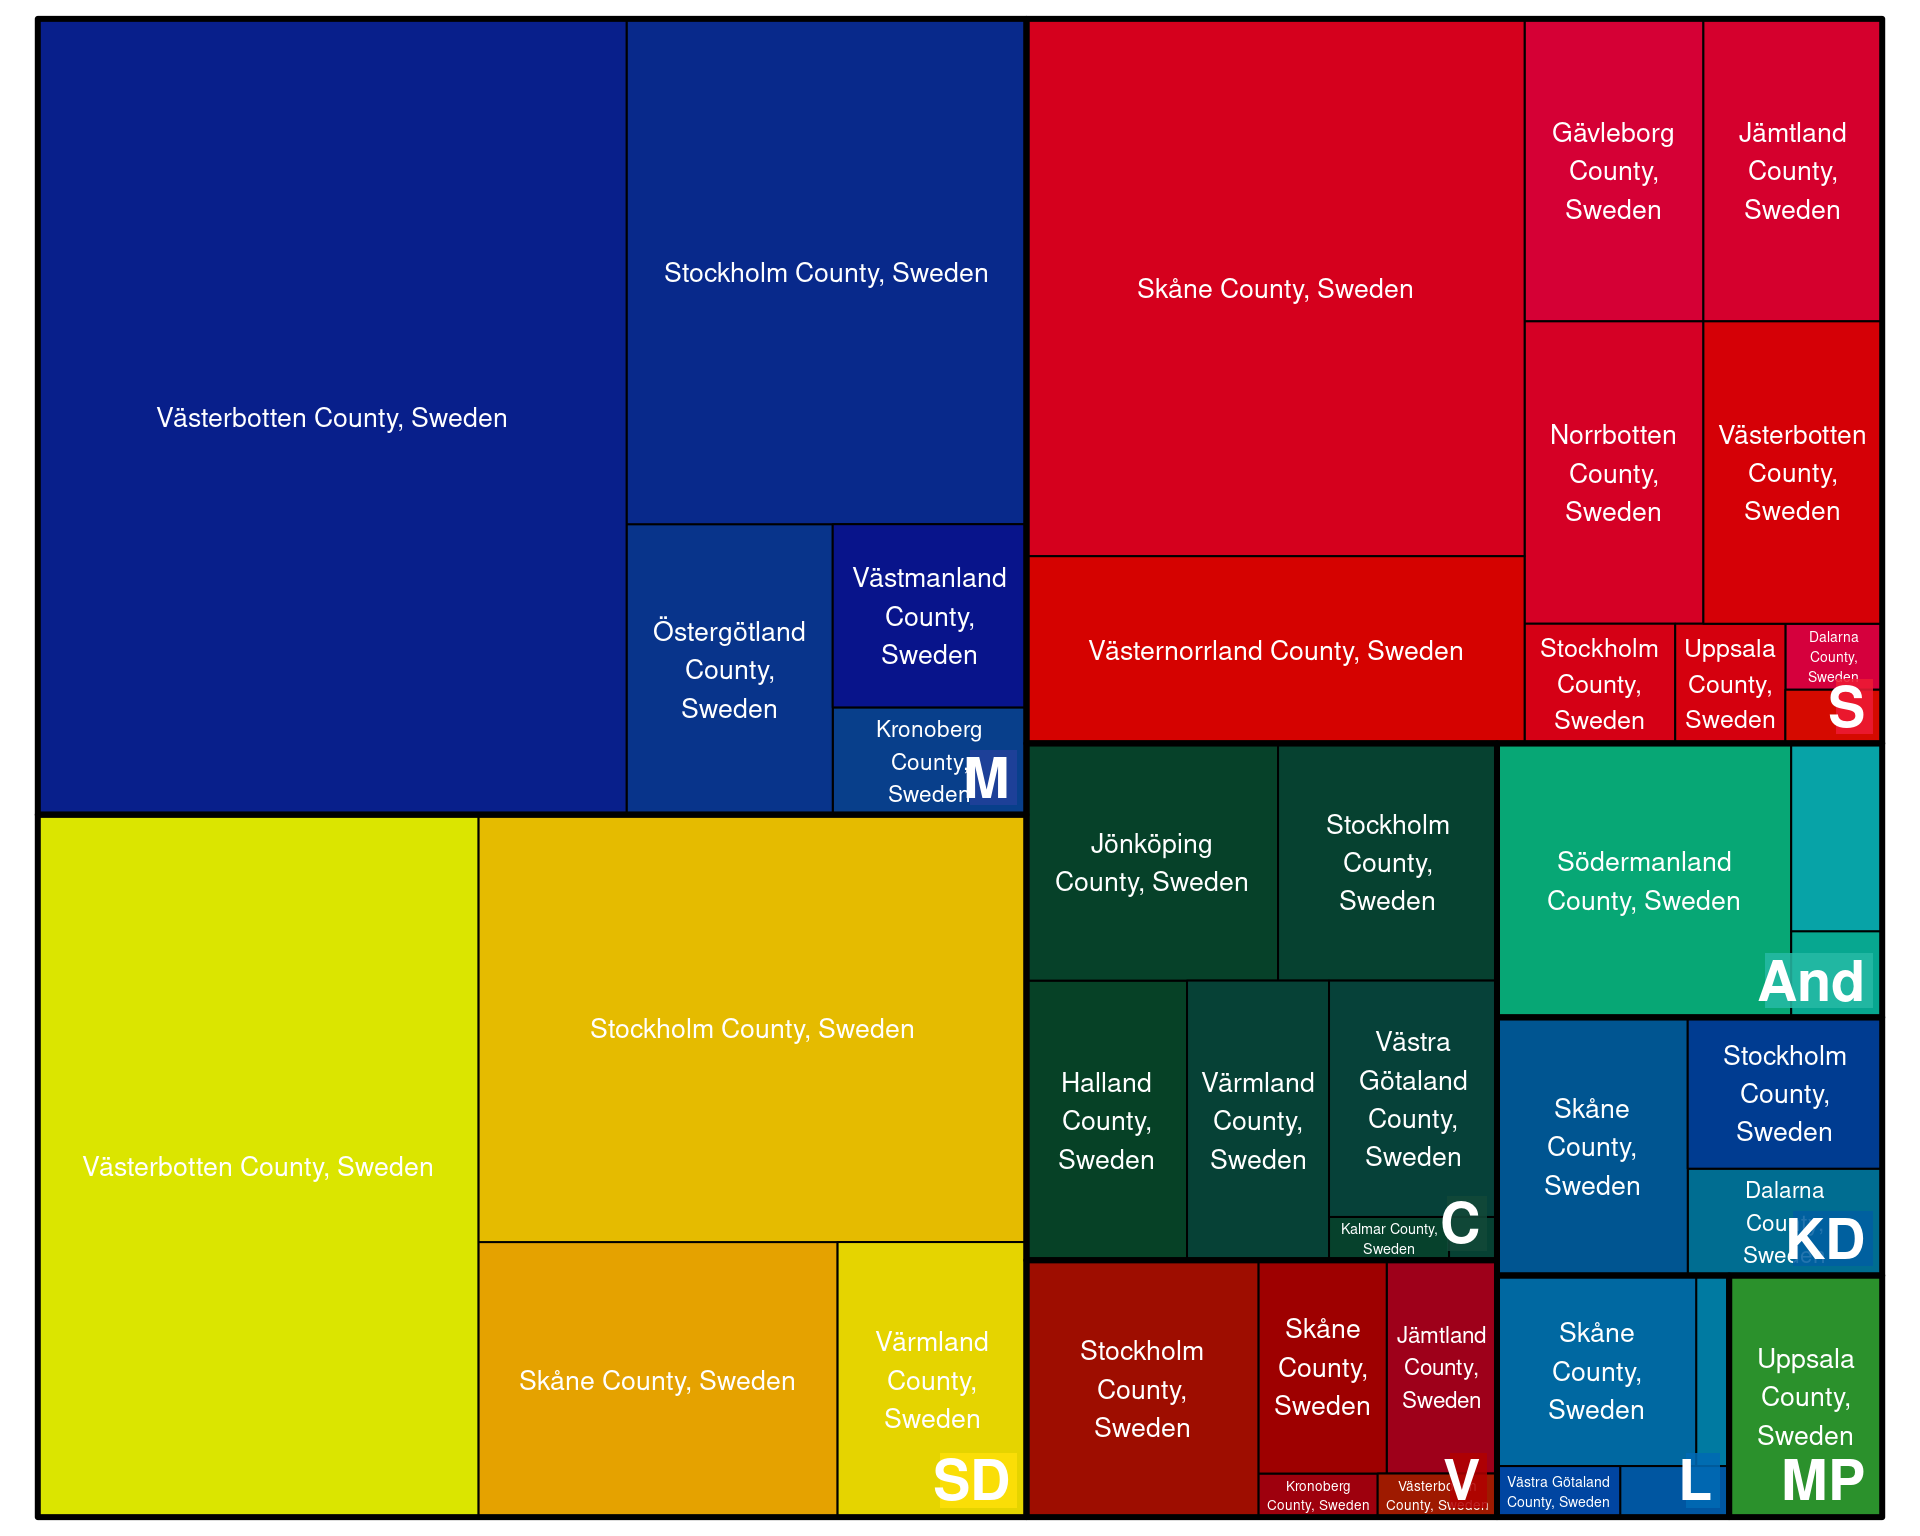 Västerbotten County, Sweden
Stockholm County, Sweden
Östergötland
County,
Sweden
Västmanland
County,
Sweden
Kronoberg
County,
Sweden
M
Skåne County, Sweden
Västernorrland County, Sweden
Gävleborg
County,
Sweden
Jämtland
County,
Sweden
Norrbotten
County,
Sweden
Västerbotten
County,
Sweden
Stockholm
County,
Sweden
Uppsala
County,
Sweden
Dalarna
County,
Sweden
S
Västerbotten County, Sweden
Stockholm County, Sweden
Skåne County, Sweden
Värmland
County,
Sweden
SD
Jönköping
County, Sweden
Stockholm
County,
Sweden
Halland
County,
Sweden
Värmland
County,
Sweden
Västra
Götaland
County,
Sweden
Kalmar County,
Sweden
C
Södermanland
County, Sweden
And
Skåne
County,
Sweden
Stockholm
County,
Sweden
Dalarna
County,
Sweden
KD
Stockholm
County,
Sweden
Skåne
County,
Sweden
Jämtland
County,
Sweden
Kronoberg
County, Sweden
Västerbotten
County, Sweden
V
Skåne
County,
Sweden
Västra Götaland
County, Sweden
L
Uppsala
County,
Sweden
MP